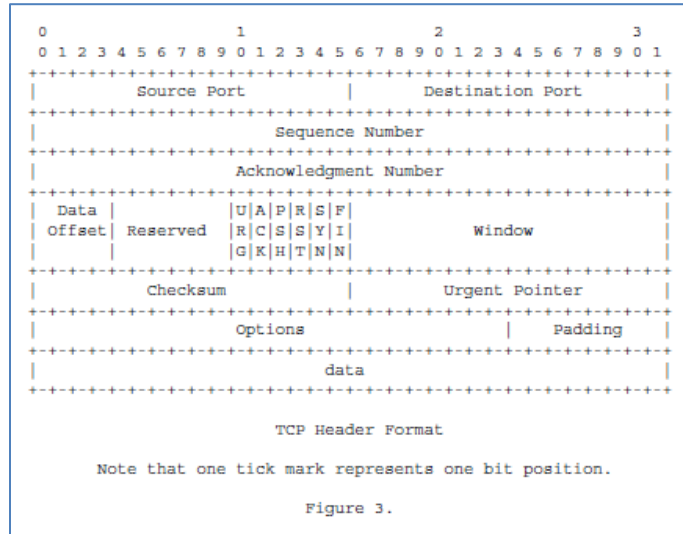 0                   1                   2                   3
0 1 2 3 4 5 6 7 8 9 0 1 2 3 4 5 6 7 8 9 0 1 2 3 4 5 6 7 8 9 0 1
+-+-+-+-+-+-+-+-+-+-+-+-+-+-+-+-+-+-+-+-+-+-+-+-+-+-+-+-+-+-+-+-+
|          Source Port          |       Destination Port        |
+-+-+-+-+-+-+-+-+-+-+-+-+-+-+-+-+-+-+-+-+-+-+-+-+-+-+-+-+-+-+-+-+
|                        Sequence Number                        |
+-+-+-+-+-+-+-+-+-+-+-+-+-+-+-+-+-+-+-+-+-+-+-+-+-+-+-+-+-+-+-+-+
|                    Acknowledgment Number                      |
+-+-+-+-+-+-+-+-+-+-+-+-+-+-+-+-+-+-+-+-+-+-+-+-+-+-+-+-+-+-+-+-+
|  Data |           |U|A|P|R|S|F|                               |
| Offset| Reserved  |R|C|S|S|Y|I|            Window             |
|       |           |G|K|H|T|N|N|                               |
+-+-+-+-+-+-+-+-+-+-+-+-+-+-+-+-+-+-+-+-+-+-+-+-+-+-+-+-+-+-+-+-+
|           Checksum            |         Urgent Pointer        |
+-+-+-+-+-+-+-+-+-+-+-+-+-+-+-+-+-+-+-+-+-+-+-+-+-+-+-+-+-+-+-+-+
|                    Options                    |    Padding    |
+-+-+-+-+-+-+-+-+-+-+-+-+-+-+-+-+-+-+-+-+-+-+-+-+-+-+-+-+-+-+-+-+
|                             data                              |
+-+-+-+-+-+-+-+-+-+-+-+-+-+-+-+-+-+-+-+-+-+-+-+-+-+-+-+-+-+-+-+-+
TCP Header Format
Note that one tick mark represents one bit position.
Figure 3.